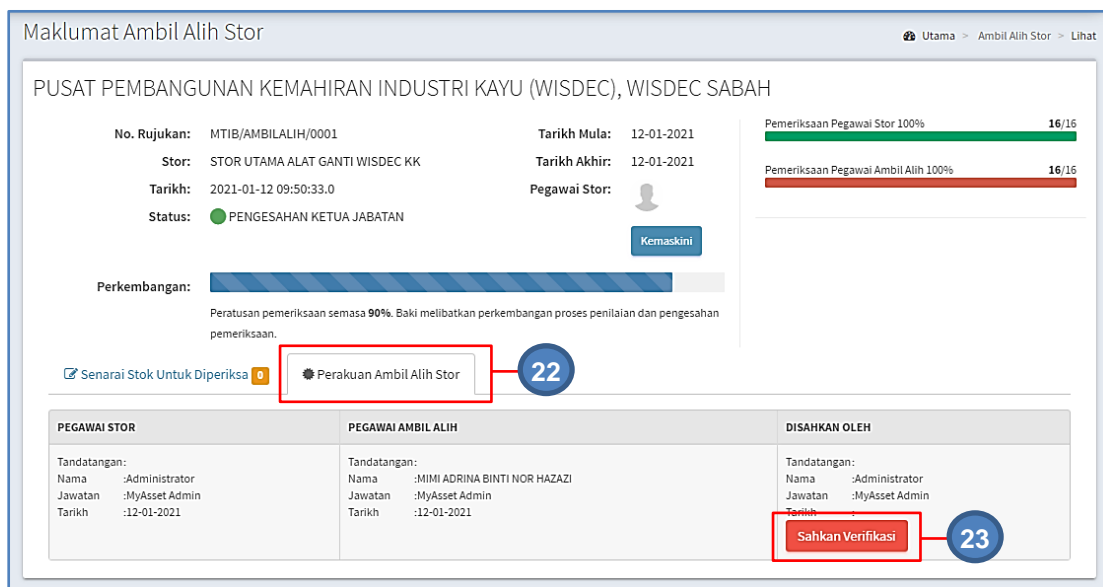 Maklumat Ambil Alih Stor
Utama > Ambil Alih Stor > Lihat
PUSAT PEMBANGUNAN KEMAHIRAN INDUSTRI KAYU (WISDEC), WISDEC SABAH
No. Rujukan: MTIB/AMBILALIH/0001
Stor: STOR UTAMA ALAT GANTI WISDEC KK
Tarikh: 2021-01-12 09:50:33.0
Status: PENGESAHAN KETUA JABATAN
Tarikh Mula: 12-01-2021
Tarikh Akhir: 12-01-2021
Pegawai Stor:
Kemaskini
Pemeriksaan Pegawai Stor 100% 16/16
Pemeriksaan Pegawai Ambil Alih 100% 16/16
Perkembangan:
Peratusan pemeriksaan semasa 90%. Baki melibatkan perkembangan proses penilaian dan pengesahan
pemeriksaan.
Senarai Stok Untuk Diperiksa 0
Perakuan Ambil Alih Stor
22
PEGAWAI STOR
Tandatangan:
Nama :Administrator
Jawatan :MyAsset Admin
Tarikh :12-01-2021
PEGAWAI AMBIL ALIH
Tandatangan:
Nama :MIMI ADRINA BINTI NOR HAZAZI
Jawatan :MyAsset Admin
Tarikh :12-01-2021
DISAHKAN OLEH
Tandatangan:
Nama :Administrator
Jawatan :MyAsset Admin
Tarikh :
Sahkan Verifikasi
23